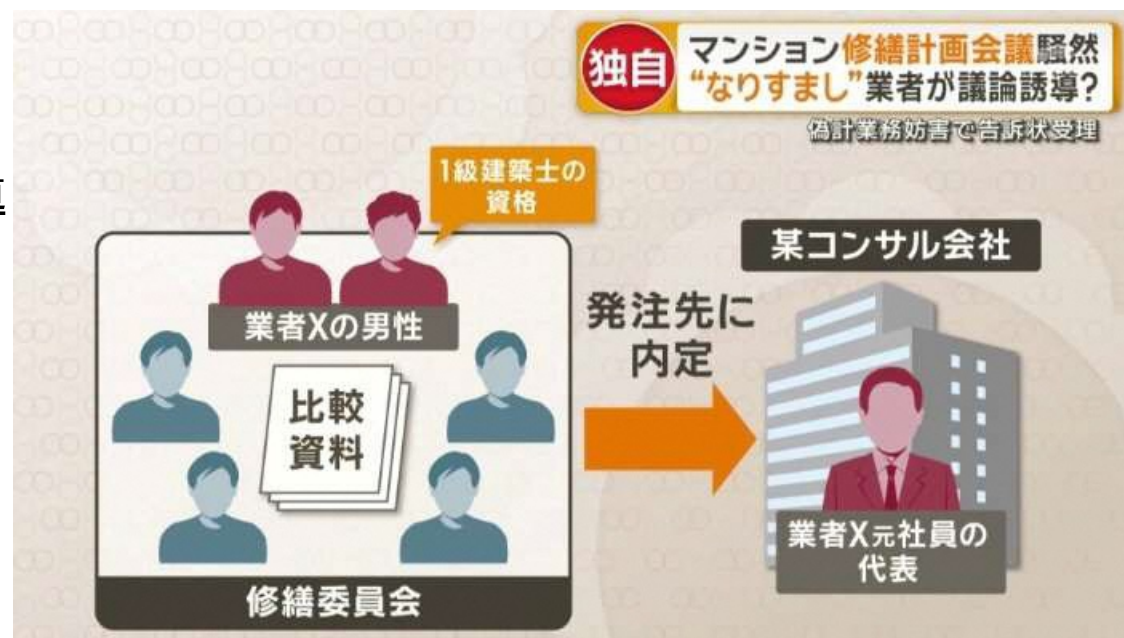 独自
マンション修繕計画会議騒然
“なりすまし”業者が議論誘導?
偽計業務妨害で告訴状受理
1級建築士の
資格
業者Xの男性
比較
資料
修繕委員会
発注先に
内定
某コンサル会社
業者X元社員の
代表